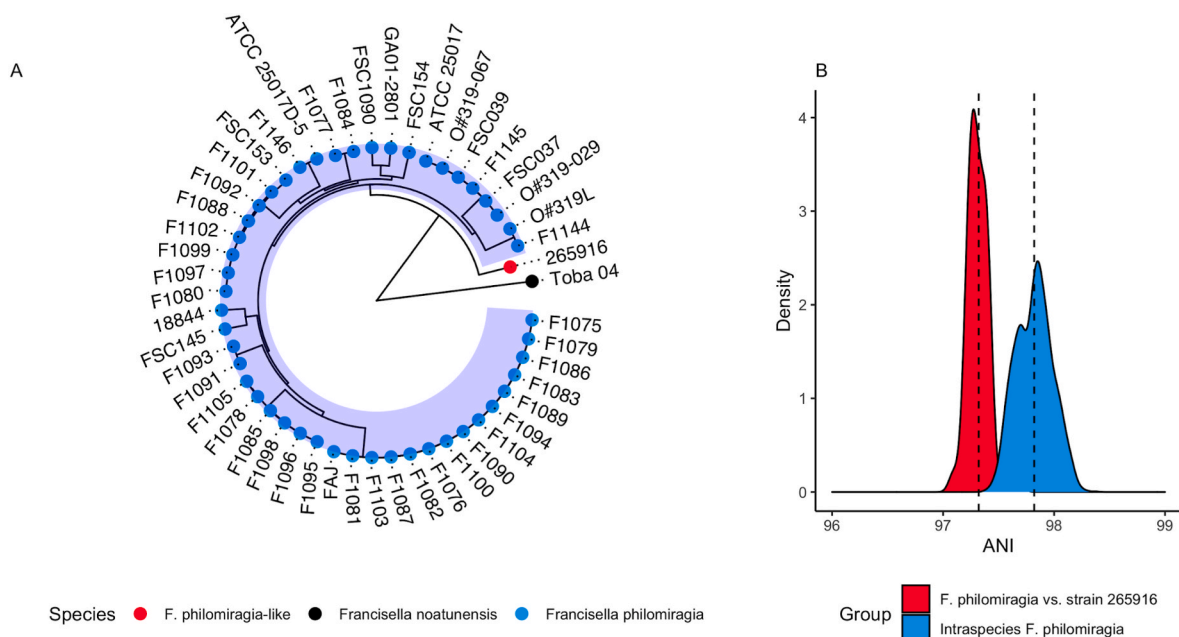 A
ATCC 25017D-5
F1077
F1084
FSC1090
GA01-2801
FSC154
ATCC 25017
O#319-067
FSC039
F1145
FSC037
O#319-029
O#319L
F1144
265916
Toba 04
F1075
F1079
F1086
F1083
F1089
F1094
F1104
F1090
F1100
F1076
F1082
F1087
F1103
F1081
FAJ
F1095
F1096
F1098
F1085
F1078
F1105
F1091
F1093
FSC145
18844
F1080
F1097
F1099
F1102
F1088
F1092
F1101
FSC153
F1146
Species
F. philomiragia-like
Francisella noatunensis
Francisella philomiragia
B
4
3
2
1
0
Density
96
97
98
99
ANI
Group
F. philomiragia vs. strain 265916
Intraspecies F. philomiragia